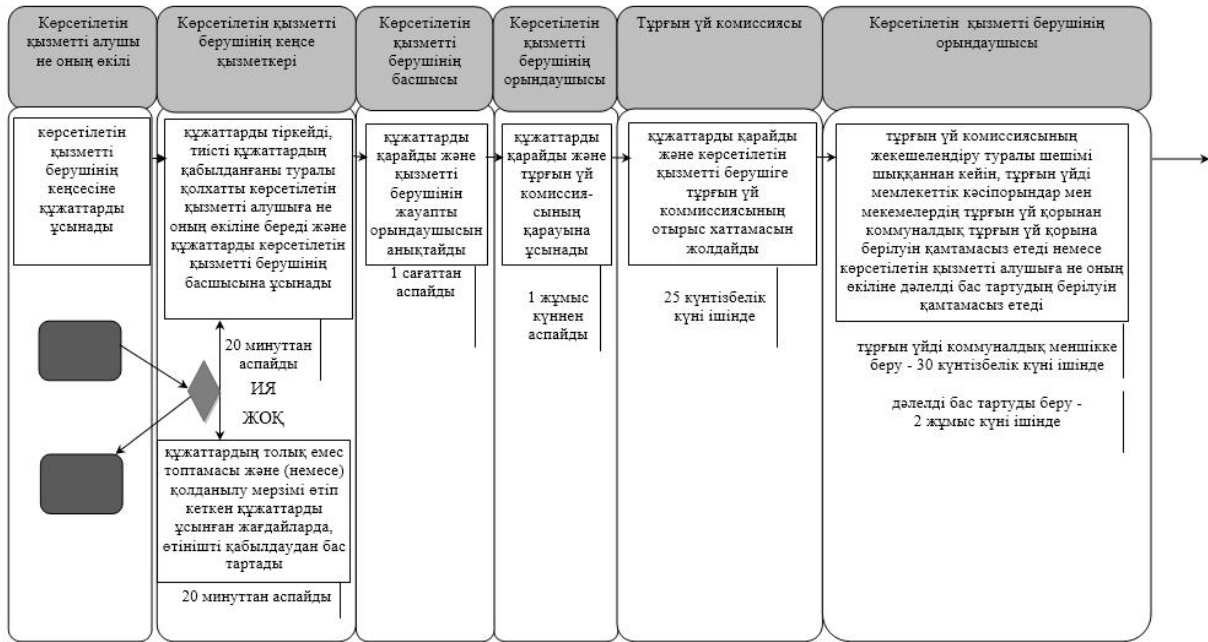 Көрсетілетін
қызметті алушы
не оның өкілі
Көрсетілетін қызметті
берушінің кеңсе
қызметкері
Көрсетілетін
қызметті
берушінің
басшысы
Көрсетілетін
қызметті
берушінің
орындаушысы
Тұрғын үй комиссиясы
Көрсетілетін қызметті берушінің
орындаушысы
көрсетілетін
қызметті
берушінің
кеңсесіне
құжаттарды
ұсынады
құжаттарды тіркейді,
тиісті құжаттардың
қабылданғаны туралы
қолхатты көрсетілетін
қызметті алушыға не
оның өкіліне береді және
құжаттарды көрсетілетін
қызметті берушінің
басшысына ұсынады
20 минуттан
аспайды
ИЯ
ЖОҚ
құжаттардың толық емес
топтамасы және (немесе)
қолданылу мерзімі өтіп
кеткен құжаттарды
ұсынған жағдайларда,
өтінішті қабылдаудан бас
тартады
20 минуттан аспайды
құжаттарды
қарайды және
қызметті
берушінін
жауапты
орындаушысын
анықтайды
1 сағаттан
аспайды
құжаттарды
қарайды және
тұрғын үй
комиссия-
сының
қарауына
ұсынады
1 жұмыс
күннен
аспайды
құжаттарды қарайды
және көрсетілетін
қызметті берушіге
тұрғын үй
коммиссиясының
отырыс хаттамасын
жолдайды
25 күнтізбелік
күні ішінде
тұрғын үй комиссиясының
жекешелендіру туралы шешімі
шыққаннан кейін, тұрғын үйді
мемлекеттік кәсіпорындар мен
мекемелердің тұрғын үй қорынан
коммуналдық тұрғын үй қорына
берілуін қамтамасыз етеді немесе
көрсетілетін қызметті алушыға не оның
өкіліне дәлелді бас тартудың берілуін
қамтамасыз етеді
тұрғын үйді коммуналдық меншікке
беру - 30 күнтізбелік күні ішінде
дәлелді бас тартуды беру -
2 жұмыс күні ішінде